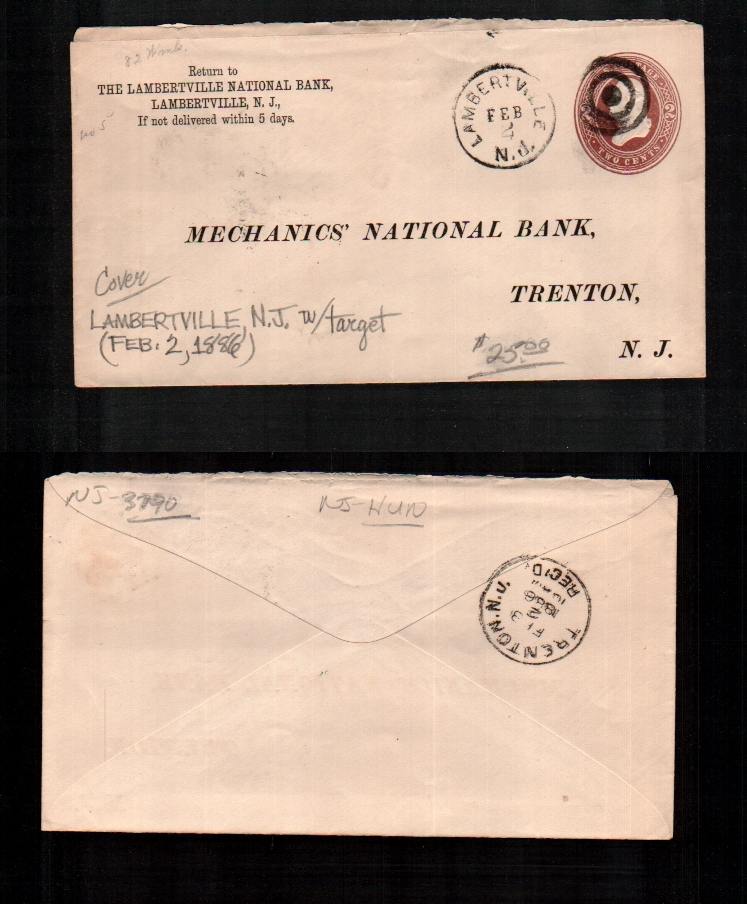 82
Return to
THE LAMBERTVILLE NATIONAL BANK,
LAMBERTVILLE, N. J.,
If not delivered within 5 days.
LAMBERTVILLE
FEB
2
N.J.
TWO CENTS
MECHANICS' NATIONAL BANK,
TRENTON,
N. J.
Cover
LAMBERTVILLE, N.J. w/target
(FEB. 2, 1886)
$25.00
NJ-3790
NJ-HUN
TRENTON. N.J.
2
1886
REC'D